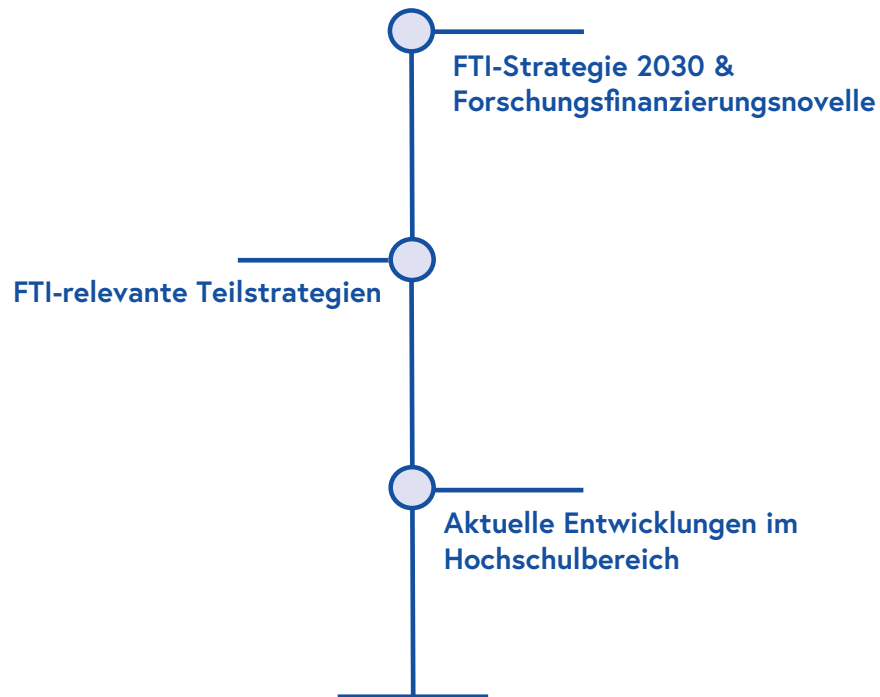 FTI-Strategie 2030 &
Forschungsfinanzierungsnovelle
FTI-relevante Teilstrategien
Aktuelle Entwicklungen im
Hochschulbereich